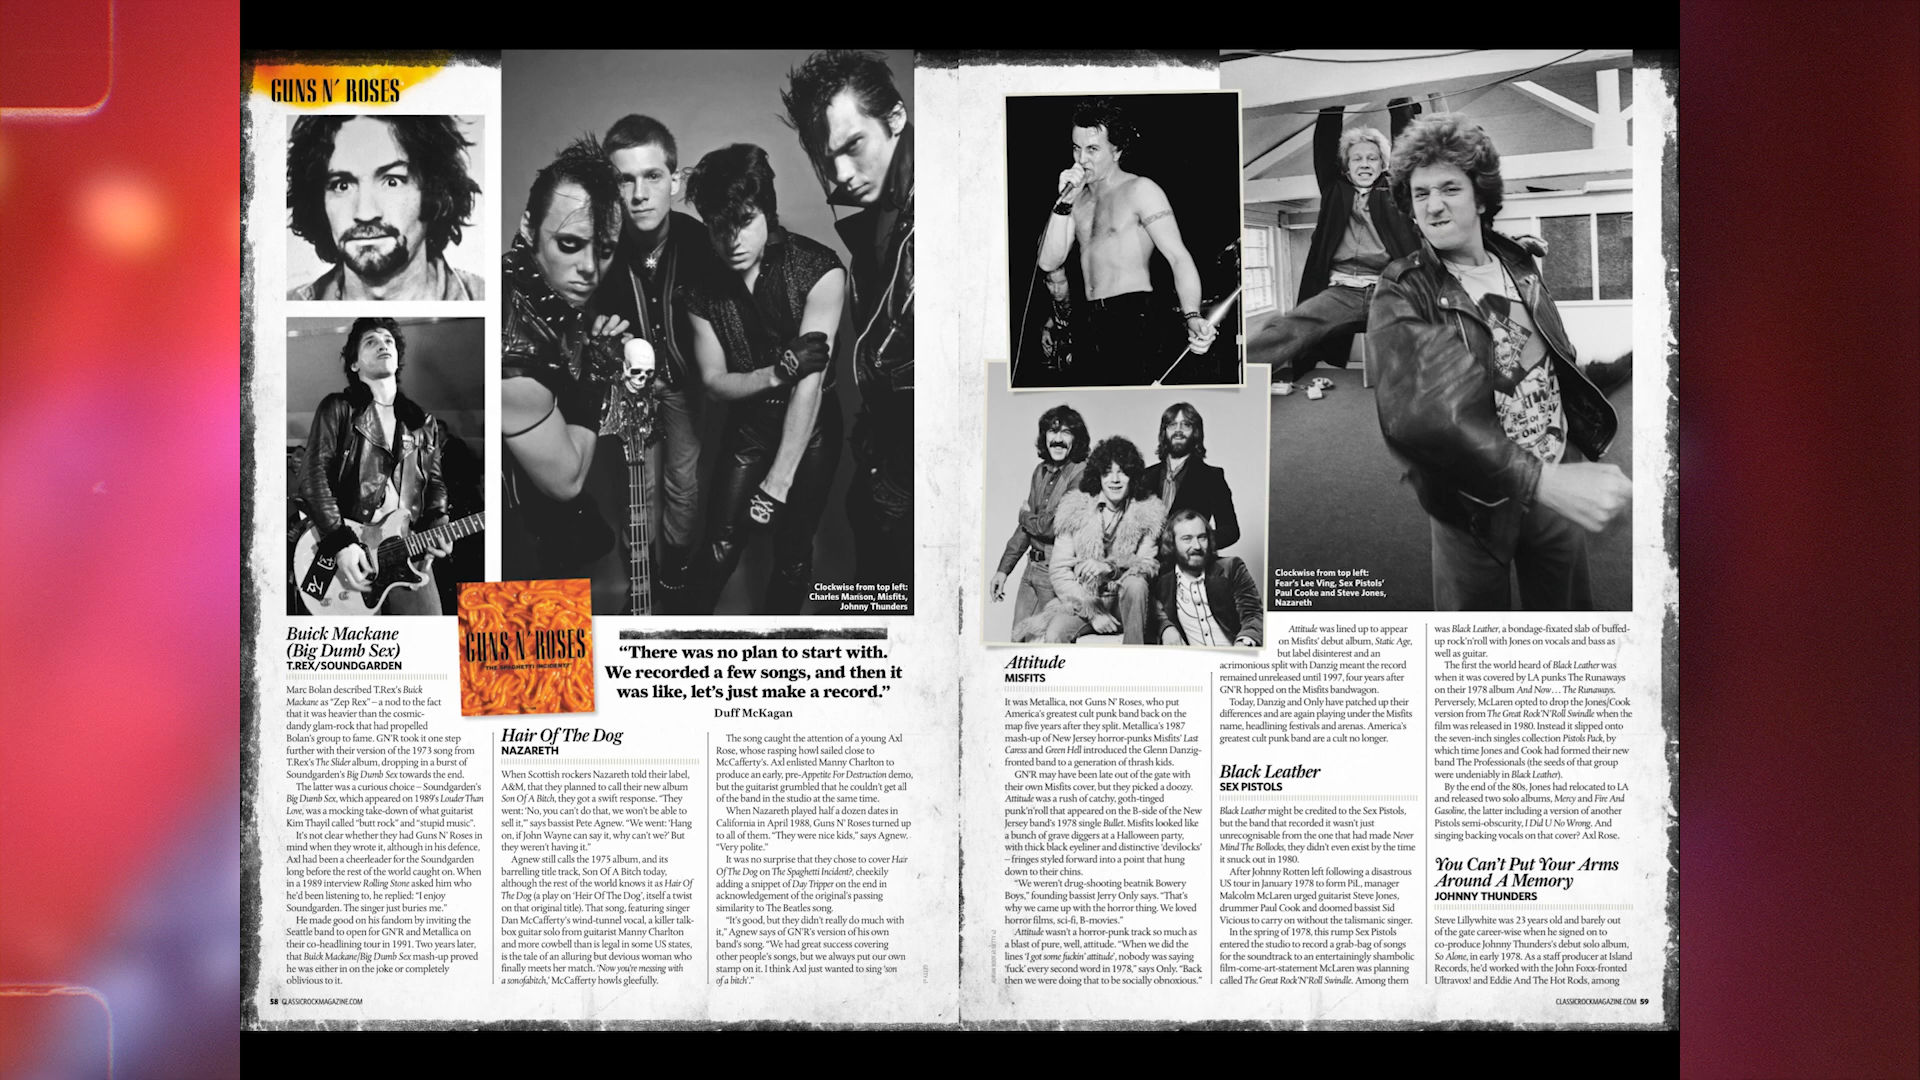 GUNS N' ROSES
Clockwise from top left:
Charles Manson, Misfits,
Johnny Thunders
Buick Mackane
(Big Dumb Sex)
T.REX/SOUNDGARDEN
Marc Bolan described T.Rex's Buick
Mackane as "Zep Rex" – a nod to the fact
that it was heavier than the cosmic-
dandy glam-rock that had propelled
Bolan's group to fame. GN'R took it one step
further with their version of the 1973 song from
T.Rex's The Slider album, dropping in a burst of
Soundgarden's Big Dumb Sex towards the end.
The latter was a curious choice – Soundgarden's
Big Dumb Sex, which appeared on 1989's Louder Than
Love, was a mocking take-down of what guitarist
Kim Thayil called "butt rock" and "stupid music".
It's not clear whether they had Guns N' Roses in
mind when they wrote it, although in his defence,
Axl had been a cheerleader for the Soundgarden
long before the rest of the world caught on. When
in a 1989 interview Rolling Stone asked him who
he'd been listening to, he replied: "I enjoy
Soundgarden. The singer just buries me."
He made good on his fandom by inviting the
Seattle band to open for GN'R and Metallica on
their co-headlining tour in 1991. Two years later,
that Buick Mackane/Big Dumb Sex mash-up proved
he was either in on the joke or completely
oblivious to it.
GUNS N' ROSES
"THE SPAGHETTI INCIDENT?"
"There was no plan to start with.
We recorded a few songs, and then it
was like, let's just make a record."
Duff McKagan
Hair Of The Dog
NAZARETH
When Scottish rockers Nazareth told their label,
A&M, that they planned to call their new album
Son Of A Bitch, they got a swift response. "They
went: 'No, you can't do that, we won't be able to
sell it,'" says bassist Pete Agnew. "We went: 'Hang
on, if John Wayne can say it, why can't we?' But
they weren't having it."
Agnew still calls the 1975 album, and its
barrelling title track, Son Of A Bitch today,
although the rest of the world knows it as Hair Of
The Dog (a play on 'Heir Of The Dog', itself a twist
on that original title). That song, featuring singer
Dan McCafferty's wind-tunnel vocal, a killer talk-
box guitar solo from guitarist Manny Charlton
and more cowbell than is legal in some US states,
is the tale of an alluring but devious woman who
finally meets her match. 'Now you're messing with
a sonofabitch,' McCafferty howls gleefully.
The song caught the attention of a young Axl
Rose, whose rasping howl sailed close to
McCafferty's. Axl enlisted Manny Charlton to
produce an early, pre-Appetite For Destruction demo,
but the guitarist grumbled that he couldn't get all
of the band in the studio at the same time.
When Nazareth played half a dozen dates in
California in April 1988, Guns N' Roses turned up
to all of them. "They were nice kids," says Agnew.
"Very polite."
It was no surprise that they chose to cover Hair
Of The Dog on The Spaghetti Incident?, cheekily
adding a snippet of Day Tripper on the end in
acknowledgement of the original's passing
similarity to The Beatles song.
"It's good, but they didn't really do much with
it," Agnew says of GN'R's version of his own
band's song. "We had great success covering
other people's songs, but we always put our own
stamp on it. I think Axl just wanted to sing 'son
of a bitch'."
58 CLASSICROCKMAGAZINE.COM
Clockwise from top left:
Fear's Lee Ving, Sex Pistols'
Paul Cooke and Steve Jones,
Nazareth
Attitude
MISFITS
It was Metallica, not Guns N' Roses, who put
America's greatest cult punk band back on the
map five years after they split. Metallica's 1987
mash-up of New Jersey horror-punks Misfits' Last
Caress and Green Hell introduced the Glenn Danzig-
fronted band to a generation of thrash kids.
GN'R may have been late out of the gate with
their own Misfits cover, but they picked a doozy.
Attitude was a rush of catchy, goth-tinged
punk'n'roll that appeared on the B-side of the New
Jersey band's 1978 single Bullet. Misfits looked like
a bunch of grave diggers at a Halloween party,
with thick black eyeliner and distinctive 'devilocks'
– fringes styled forward into a point that hung
down to their chins.
"We weren't drug-shooting beatnik Bowery
Boys," founding bassist Jerry Only says. "That's
why we came up with the horror thing. We loved
horror films, sci-fi, B-movies."
Attitude wasn't a horror-punk track so much as
a blast of pure, well, attitude. "When we did the
lines 'I got some fuckin' attitude', nobody was saying
'fuck' every second word in 1978," says Only. "Back
then we were doing that to be socially obnoxious."
Attitude was lined up to appear
on Misfits' debut album, Static Age,
but label disinterest and an
acrimonious split with Danzig meant the record
remained unreleased until 1997, four years after
GN'R hopped on the Misfits bandwagon.
Today, Danzig and Only have patched up their
differences and are again playing under the Misfits
name, headlining festivals and arenas. America's
greatest cult punk band are a cult no longer.
Black Leather
SEX PISTOLS
Black Leather might be credited to the Sex Pistols,
but the band that recorded it wasn't just
unrecognisable from the one that had made Never
Mind The Bollocks, they didn't even exist by the time
it snuck out in 1980.
After Johnny Rotten left following a disastrous
US tour in January 1978 to form PiL, manager
Malcolm McLaren urged guitarist Steve Jones,
drummer Paul Cook and doomed bassist Sid
Vicious to carry on without the talismanic singer.
In the spring of 1978, this rump Sex Pistols
entered the studio to record a grab-bag of songs
for the soundtrack to an entertainingly shambolic
film-come-art-statement McLaren was planning
called The Great Rock'N'Roll Swindle. Among them
was Black Leather, a bondage-fixated slab of buffed-
up rock'n'roll with Jones on vocals and bass as
well as guitar.
The first the world heard of Black Leather was
when it was covered by LA punks The Runaways
on their 1978 album And Now… The Runaways.
Perversely, McLaren opted to drop the Jones/Cook
version from The Great Rock'N'Roll Swindle when the
film was released in 1980. Instead it slipped onto
the seven-inch singles collection Pistols Pack, by
which time Jones and Cook had formed their new
band The Professionals (the seeds of that group
were undeniably in Black Leather).
By the end of the 80s, Jones had relocated to LA
and released two solo albums, Mercy and Fire And
Gasoline, the latter including a version of another
Pistols semi-obscurity, I Did U No Wrong. And
singing backing vocals on that cover? Axl Rose.
You Can't Put Your Arms
Around A Memory
JOHNNY THUNDERS
Steve Lillywhite was 23 years old and barely out
of the gate career-wise when he signed on to
co-produce Johnny Thunders's debut solo album,
So Alone, in early 1978. As a staff producer at Island
Records, he'd worked with the John Foxx-fronted
Ultravox! and Eddie And The Hot Rods, among
CLASSICROCKMAGAZINE.COM 59